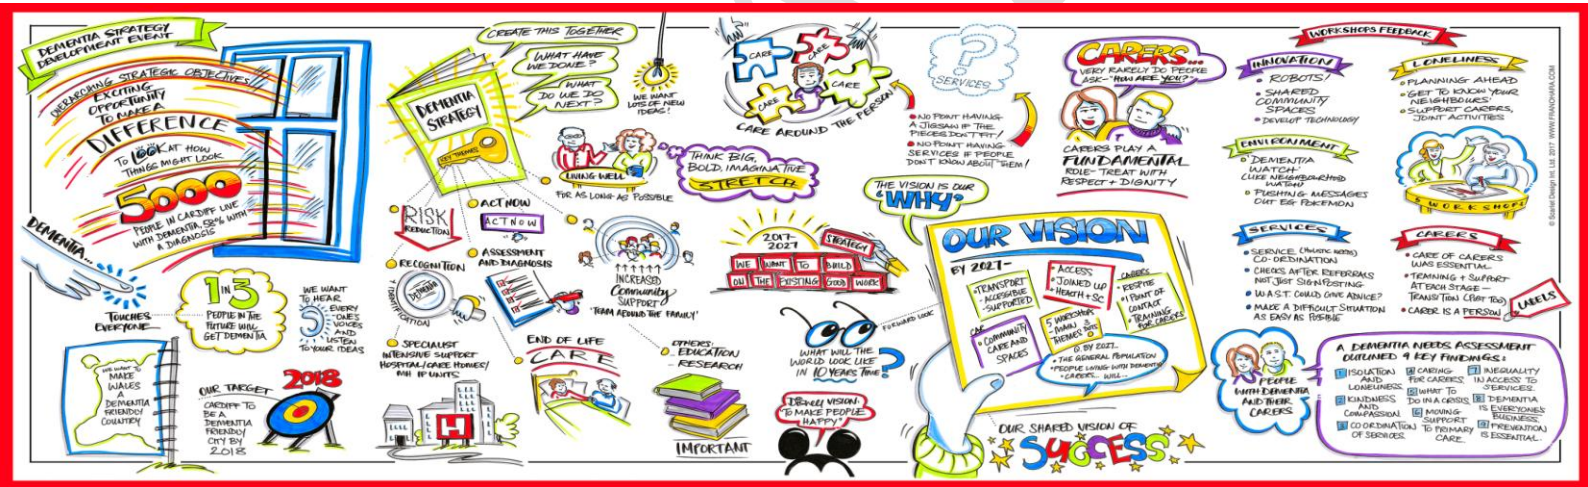 DEMENTIA STRATEGY
DEVELOPMENT EVENT
OVERARCHING STRATEGIC OBJECTIVES
EXCITING
OPPORTUNITY
TO MAKE A
DIFFERENCE
TO LOOK AT HOW
THINGS MIGHT LOOK
5000
PEOPLE IN CARDIFF LIVE
WITH DEMENTIA, 58% WITH
A DIAGNOSIS
DEMENTIA...
TOUCHES
EVERYONE
1 IN 3
PEOPLE IN THE
FUTURE WILL
GET DEMENTIA
WE WANT
TO HEAR
EVERY
ONE'S
VOICES
AND
LISTEN
TO YOUR IDEAS
WE WANT TO
MAKE
WALES
A
DEMENTIA
FRIENDLY
COUNTRY
OUR TARGET
2018
CARDIFF TO
BE A
DEMENTIA
FRIENDLY
CITY BY
2018
CREATE THIS TOGETHER
WHAT HAVE
WE DONE?
WHAT
DO WE DO
NEXT?
WE WANT
LOTS OF NEW
IDEAS!
DEMENTIA
STRATEGY
KEY THEMES
LIVING WELL
FOR AS LONG AS POSSIBLE
THINK BIG,
BOLD, IMAGINATIVE
STRETCH
RISK
REDUCTION
ACT NOW
ACT NOW
ASSESSMENT
AND DIAGNOSIS
RECOGNITION
IDENTIFICATION
DEMENTIA
INCREASED
Community
SUPPORT
'TEAM AROUND THE FAMILY'
SPECIALIST
INTENSIVE SUPPORT
HOSPITAL/CARE HOMES/
MH IP UNITS
H
END OF LIFE
CARE
OTHERS:
EDUCATION
RESEARCH
IMPORTANT
CARE
CARE
CARE
CARE
CARE AROUND THE PERSON
?
SERVICES
NO POINT HAVING
A JIGSAW IF THE
PIECES DON'T FIT!
NO POINT HAVING
SERVICES IF PEOPLE
DON'T KNOW ABOUT THEM!
2017-
2027
STRATEGY
WE WANT TO BUILD
ON THE EXISTING GOOD WORK
FORWARD LOOK
WHAT WILL THE
WORLD LOOK LIKE
IN 10 YEARS TIME?
DISNEY VISION:
'TO MAKE PEOPLE
HAPPY'
CARERS...
VERY RARELY DO PEOPLE
ASK- "HOW ARE YOU?"
CARERS PLAY A
FUNDAMENTAL
ROLE - TREAT WITH
RESPECT + DIGNITY
THE VISION IS OUR
"WHY"
OUR VISION
BY 2027-
TRANSPORT
- ACCESSIBLE
- SUPPORTED
ACCESS
JOINED UP
HEALTH + SC
CARERS
RESPITE
1 POINT OF
CONTACT
TRAINING
FOR CARERS
COMMUNITY
CARE AND
SPACES
5 WORKSHOPS
MAIN
THEMES
BY 2027
THE GENERAL POPULATION
PEOPLE LIVING WITH DEMENTIA
CARERS... WILL...
OUR SHARED VISION OF
SUCCESS
WORKSHOPS FEEDBACK
INNOVATION
ROBOTS!
SHARED
COMMUNITY
SPACES
DEVELOP TECHNOLOGY
ENVIRONMENT
'DEMENTIA
WATCH'
LIKE NEIGHBOURHOOD
WATCH
PUSHING MESSAGES
OUT EG POKEMON
SERVICES
SERVICE (HOLISTIC NEEDS)
CO-ORDINATION
CHECKS AFTER REFERRALS
NOT JUST SIGNPOSTING
W.A.S.T. COULD GIVE ADVICE?
MAKE A DIFFICULT SITUATION
AS EASY AS POSSIBLE
LONELINESS
PLANNING AHEAD
'GET TO KNOW YOUR
NEIGHBOURS'
SUPPORT CARERS,
JOINT ACTIVITIES
5 WORKSHOPS
CARERS
CARE OF CARERS
WAS ESSENTIAL
TRAINING + SUPPORT
AT EACH STAGE -
TRANSITION (PART TOO)
CARER IS A PERSON
LABELS
PEOPLE
WITH DEMENTIA
AND THEIR
CARERS
A DEMENTIA NEEDS ASSESSMENT
OUTLINED 9 KEY FINDINGS:
1 ISOLATION
AND
LONELINESS
2 KINDNESS
AND
COMPASSION
3 CO ORDINATION
OF SERVICES
4 CARING
FOR CARERS
5 WHAT TO
DO IN A CRISIS
6 MOVING
SUPPORT
TO PRIMARY
CARE
7 INEQUALITY
IN ACCESS TO
SERVICES
8 DEMENTIA
IS EVERYONE'S
BUSINESS
9 PREVENTION
IS ESSENTIAL
© Scarlet Design Int. Ltd. 2017 WWW.FRANOHARA.COM